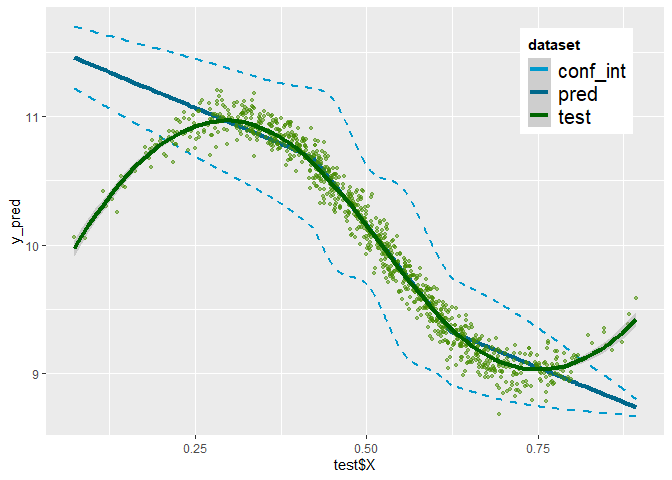 dataset
conf_int
pred
test
11
10
9
y_pred
0.25
0.50
0.75
test$X